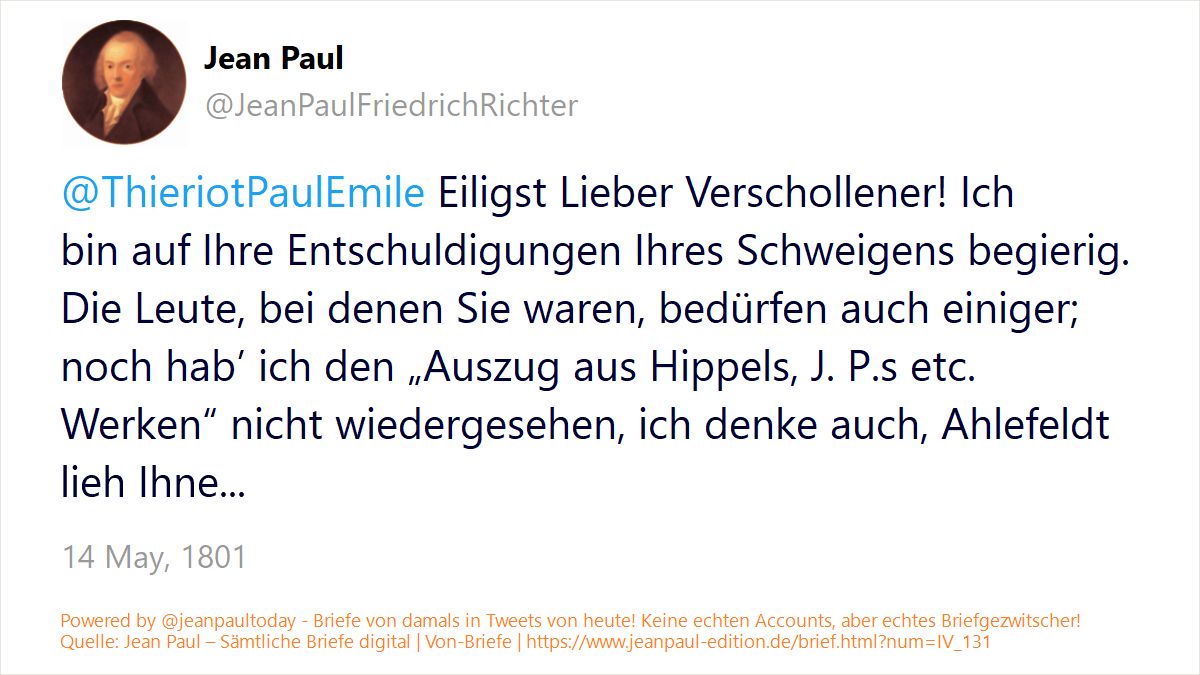 Jean Paul
@JeanPaulFriedrichRichter
@ThieriotPaulEmile Eiligst Lieber Verschollener! Ich
bin auf Ihre Entschuldigungen Ihres Schweigens begierig.
Die Leute, bei denen Sie waren, bedürfen auch einiger;
noch hab’ ich den „Auszug aus Hippels, J. P.s etc.
Werken“ nicht wiedergesehen, ich denke auch, Ahlefeldt
lieh Ihne...
14 May, 1801
Powered by @jeanpaultoday - Briefe von damals in Tweets von heute! Keine echten Accounts, aber echtes Briefgezwitscher!
Quelle: Jean Paul – Sämtliche Briefe digital | Von-Briefe | https://www.jeanpaul-edition.de/brief.html?num=IV_131